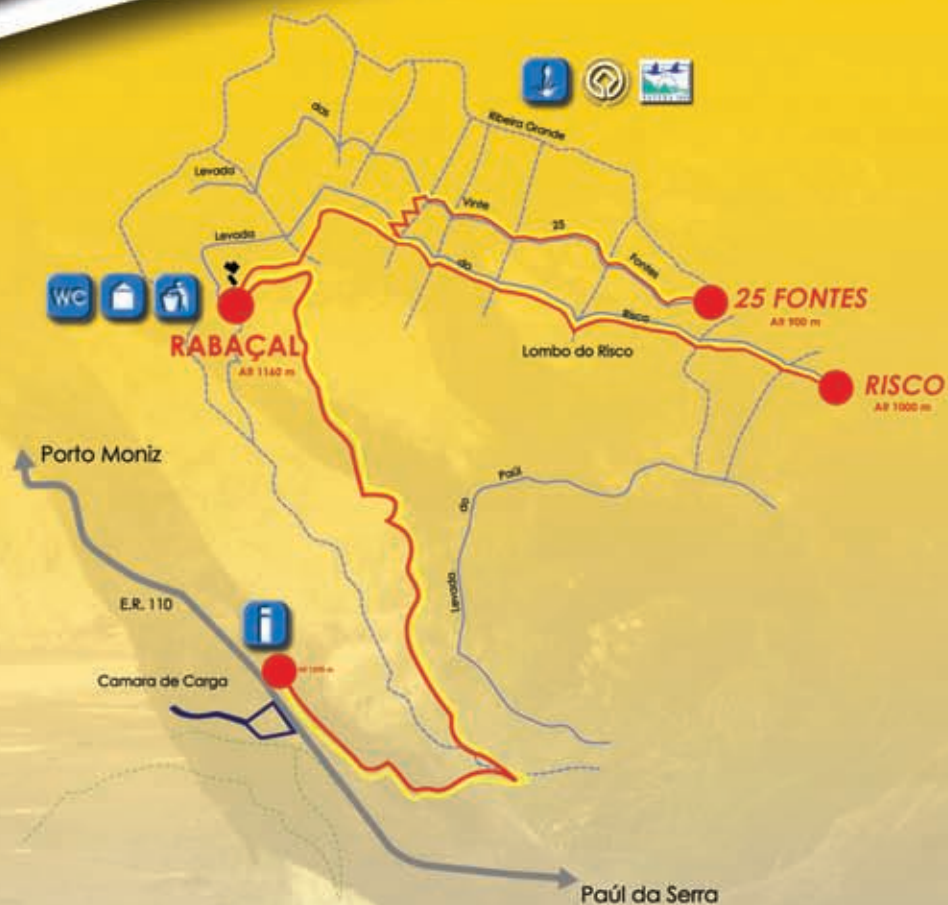 das
Ribeira Grande
Levada
Vinte
25
Levada
do
Fontes
WC
25 FONTES
Alt 900 m
Risco
RABAÇAL
Alt 1160 m
Lombo do Risco
RISCO
Alt 1000 m
Porto Moniz
Paúl
do
Levada
E.R. 110
i
Camara de Carga
Paúl da Serra